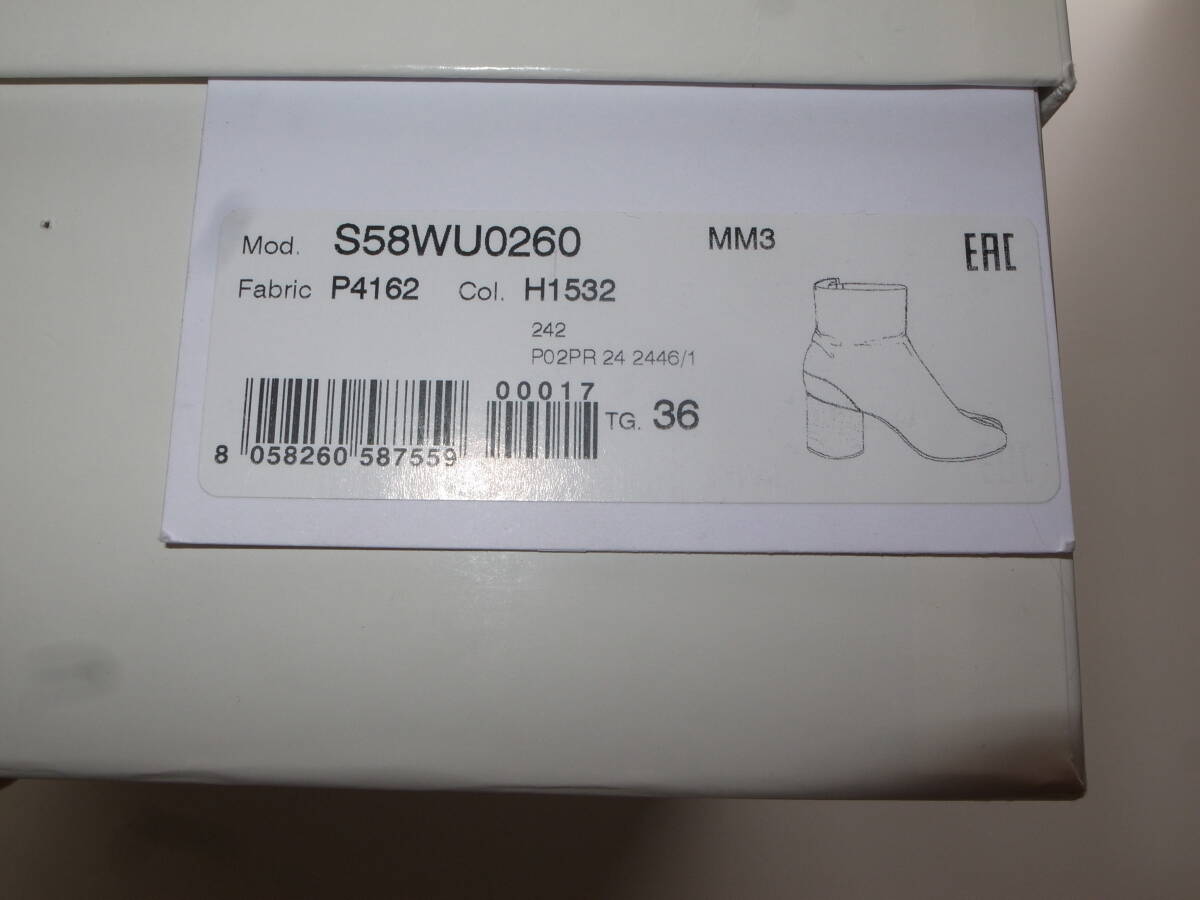 Mod. S58WU0260 MM3 EAC
Fabric P4162 Col. H1532
242
P02PR 24 2446/1
00017
TG. 36
8 058260 587559